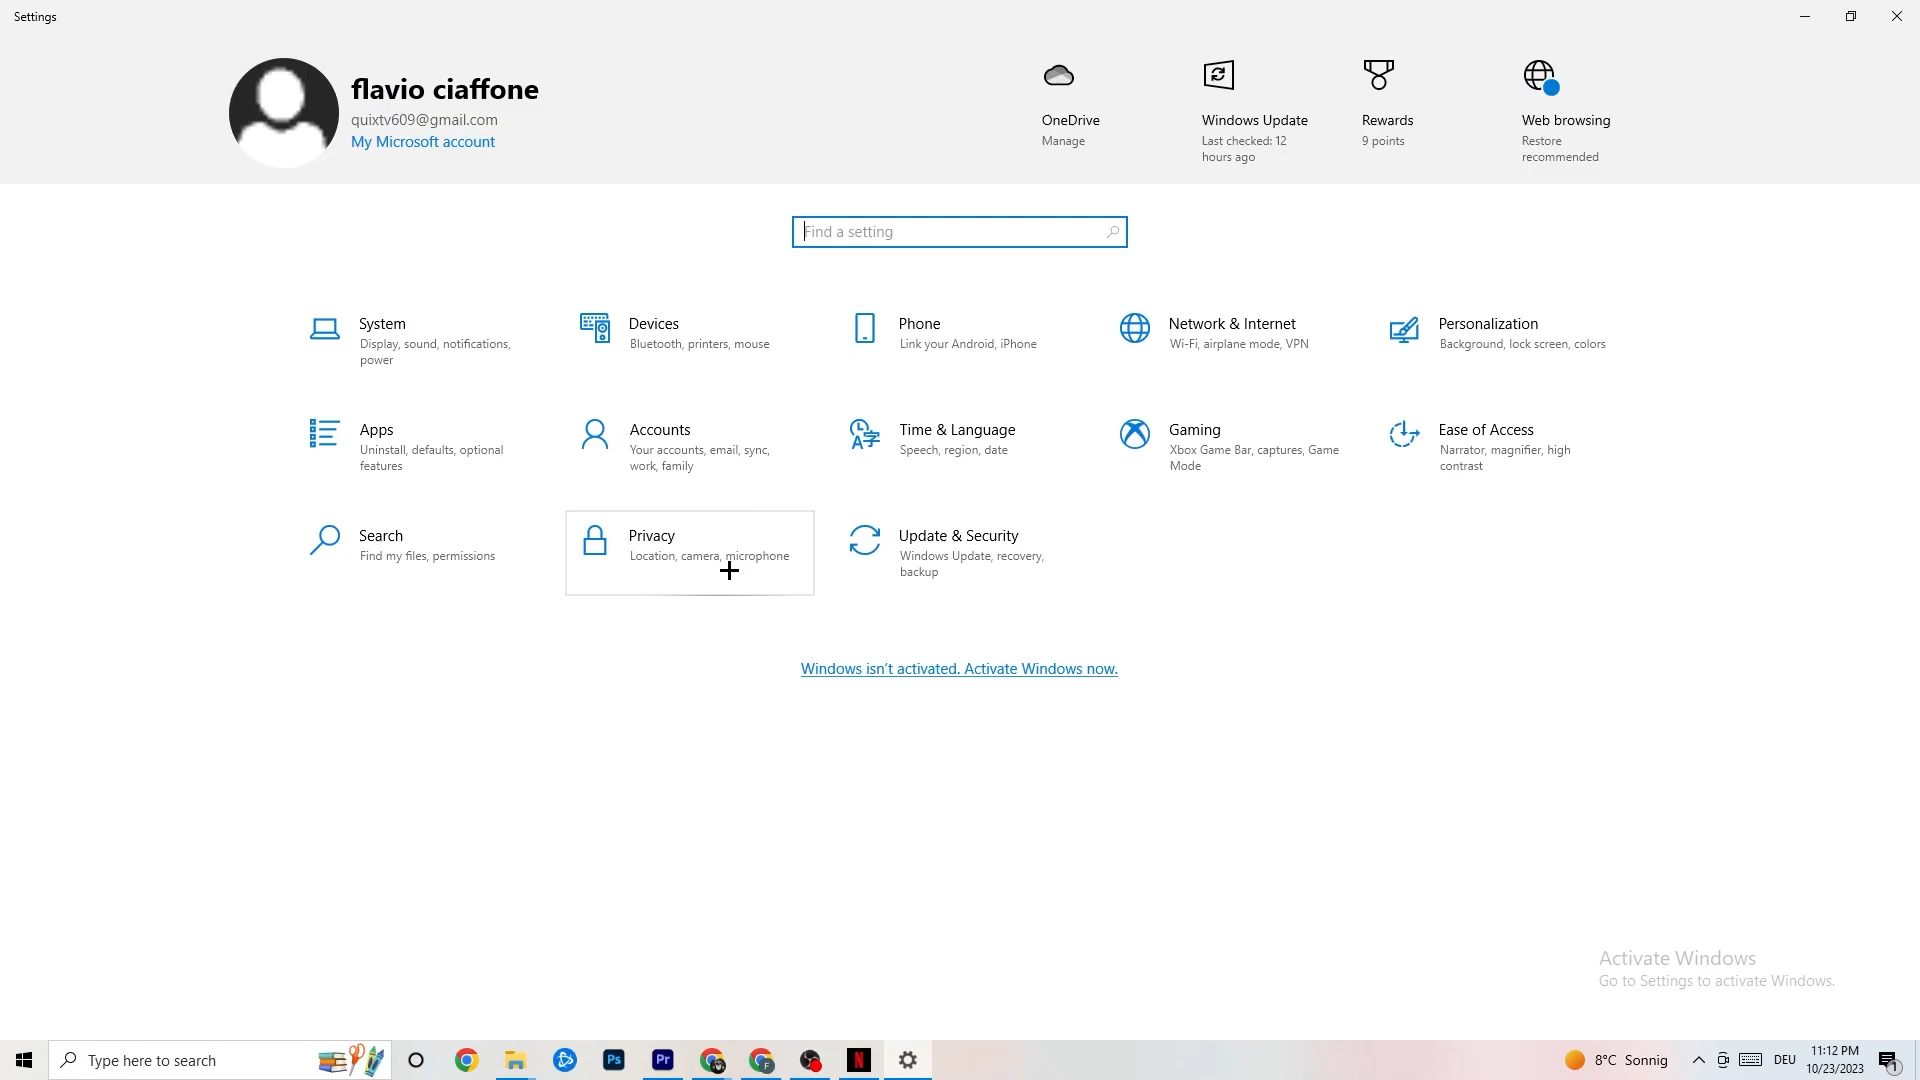 Settings
flavio ciaffone
quixtv609@gmail.com
My Microsoft account
OneDrive
Manage
Windows Update
Last checked: 12
hours ago
Rewards
9 points
Web browsing
Restore
recommended
Find a setting
System
Display, sound, notifications,
power
Devices
Bluetooth, printers, mouse
Phone
Link your Android, iPhone
Network & Internet
Wi-Fi, airplane mode, VPN
Personalization
Background, lock screen, colors
Apps
Uninstall, defaults, optional
features
Accounts
Your accounts, email, sync,
work, family
Time & Language
Speech, region, date
Gaming
Xbox Game Bar, captures, Game
Mode
Ease of Access
Narrator, magnifier, high
contrast
Search
Find my files, permissions
Privacy
Location, camera, microphone
Update & Security
Windows Update, recovery,
backup
Windows isn't activated. Activate Windows now.
Activate Windows
Go to Settings to activate Windows.
Type here to search
Ps
Pr
F
N
8°C Sonnig
DEU
11:12 PM
10/23/2023
1